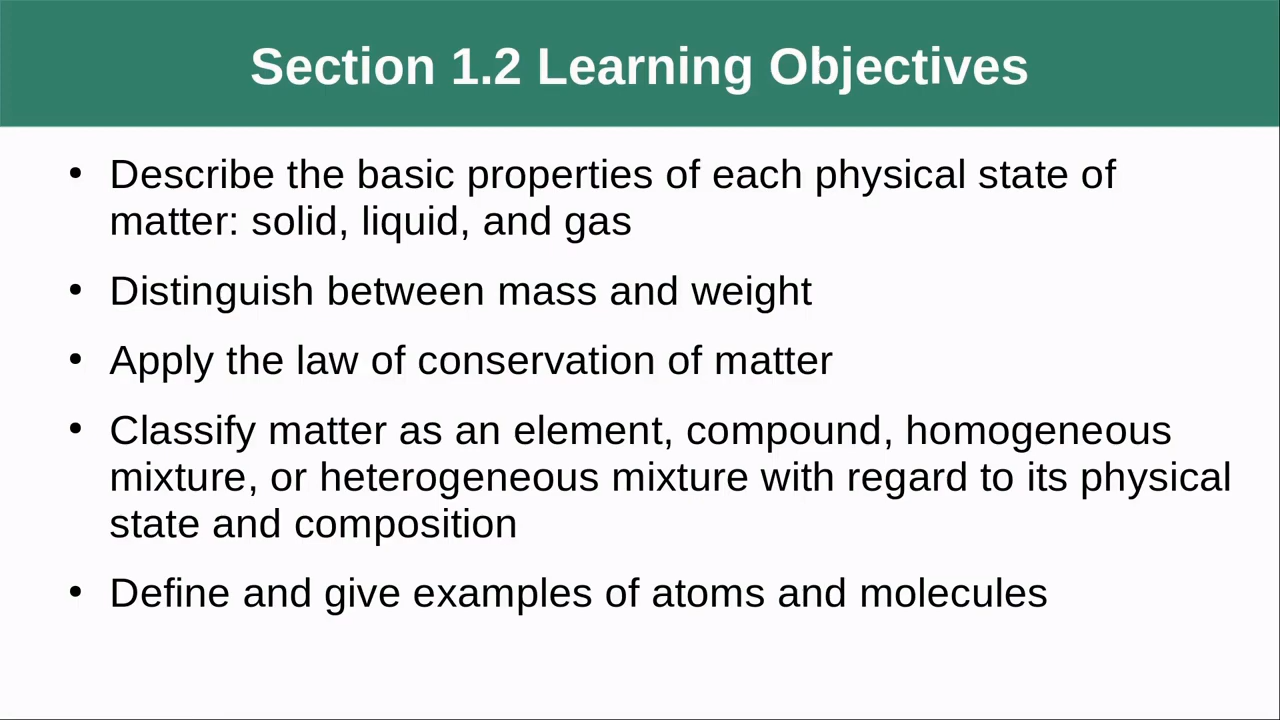 Section 1.2 Learning Objectives
• Describe the basic properties of each physical state of
matter: solid, liquid, and gas
• Distinguish between mass and weight
• Apply the law of conservation of matter
• Classify matter as an element, compound, homogeneous
mixture, or heterogeneous mixture with regard to its physical
state and composition
• Define and give examples of atoms and molecules